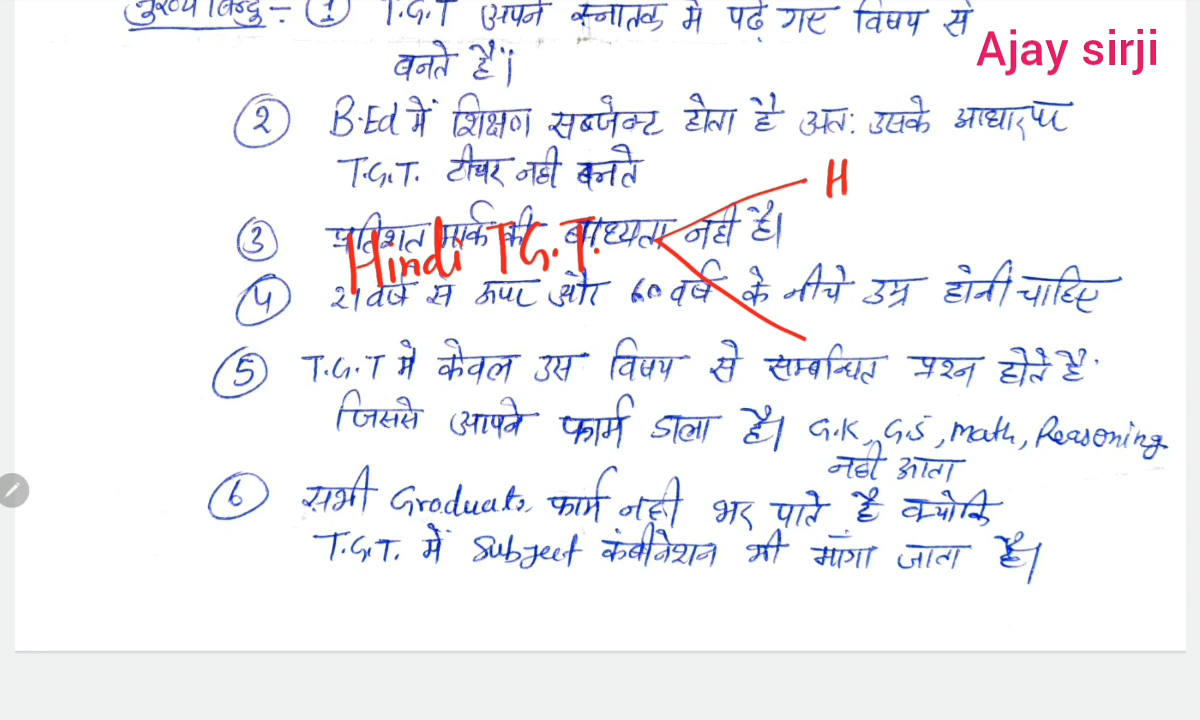 मुख्य बिन्दु :- ① T.G.T अपने स्नातक में पढ़े गए विषय से
बनते हैं।
Ajay sirji
② B.Ed में शिक्षण सब्जेक्ट होता है अतः उसके आधार पर
T.G.T. टीचर नही बनते
H
③ प्रतिशत मार्क की बाध्यता नही है।
Hindi T.G.T.
④ 21 वर्ष से ऊपर और 60 वर्ष के नीचे उम्र होनी चाहिए
⑤ T.G.T में केवल उस विषय से सम्बन्धित प्रश्न होते है
जिससे आपने फार्म डाला है। G.K, G.S, Math, Reasoning
नही आता
⑥ सभी Graduate फार्म नही भर पाते है क्योकि
T.G.T. में Subject कंबीनेशन भी माँगा जाता है।